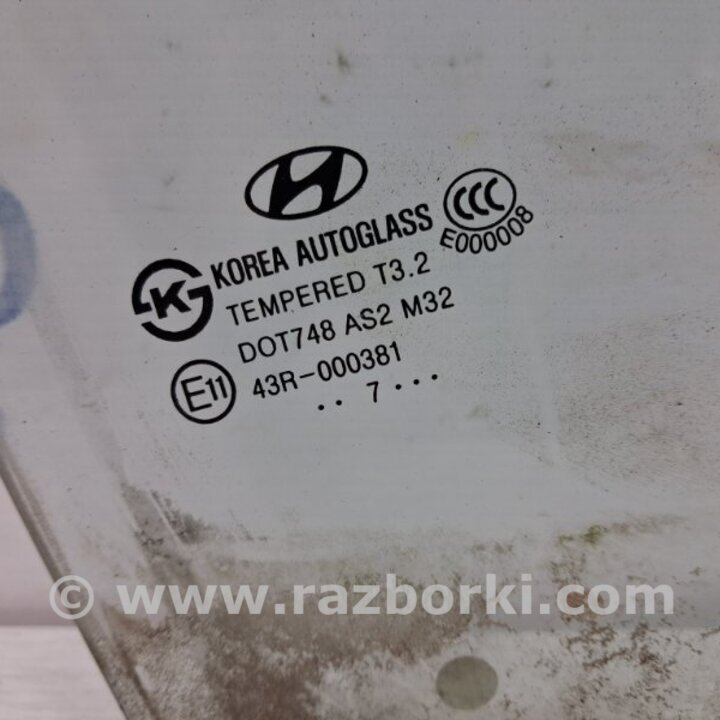 CCC
E000008
KOREA AUTOGLASS
K
TEMPERED T3.2
DOT748 AS2 M32
E11
43R-000381
.. 7 ...
© www.razborki.com